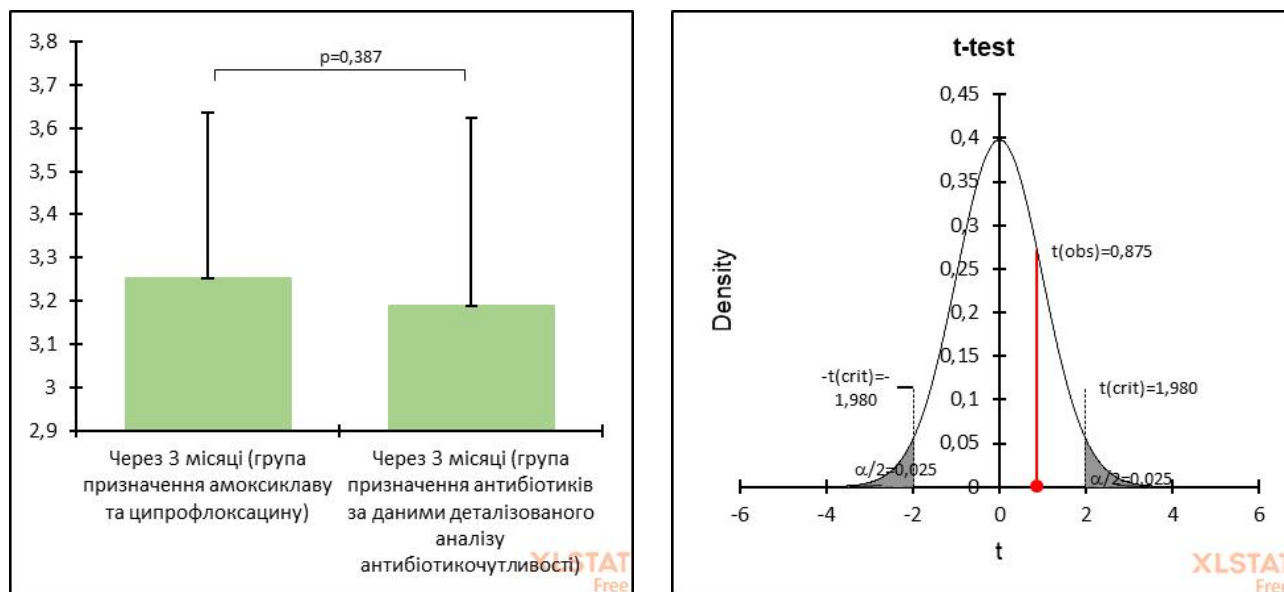 3,8
3,7
3,6
3,5
3,4
3,3
3,2
3,1
3
2,9
p=0,387
Через 3 місяці (група
призначення амоксиклаву
та ципрофлоксацину)
Через 3 місяці (група
призначення антибіотиків
за даними деталізованого
аналізу
антибіотикочутливості)
XLSTAT
Free
t-test
Density
0,45
0,4
0,35
0,3
0,25
0,2
0,15
0,1
0,05
0
t(obs)=0,875
-t(crit)=-
1,980
t(crit)=1,980
α/2=0,025
α/2=0,025
-6
-4
-2
0
2
4
6
t
XLSTAT
Free